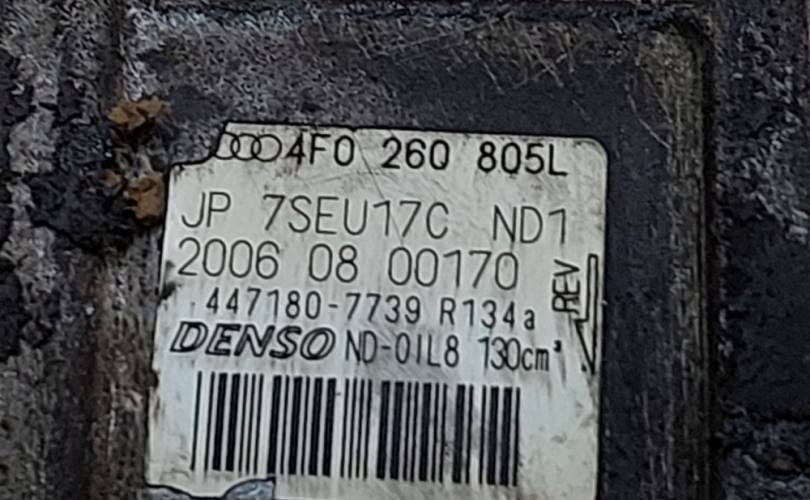 4F0 260 805L
JP 7SEU17C ND1
2006 08 00170
447180-7739 R134a
DENSO ND-OIL8 130cm³
REV